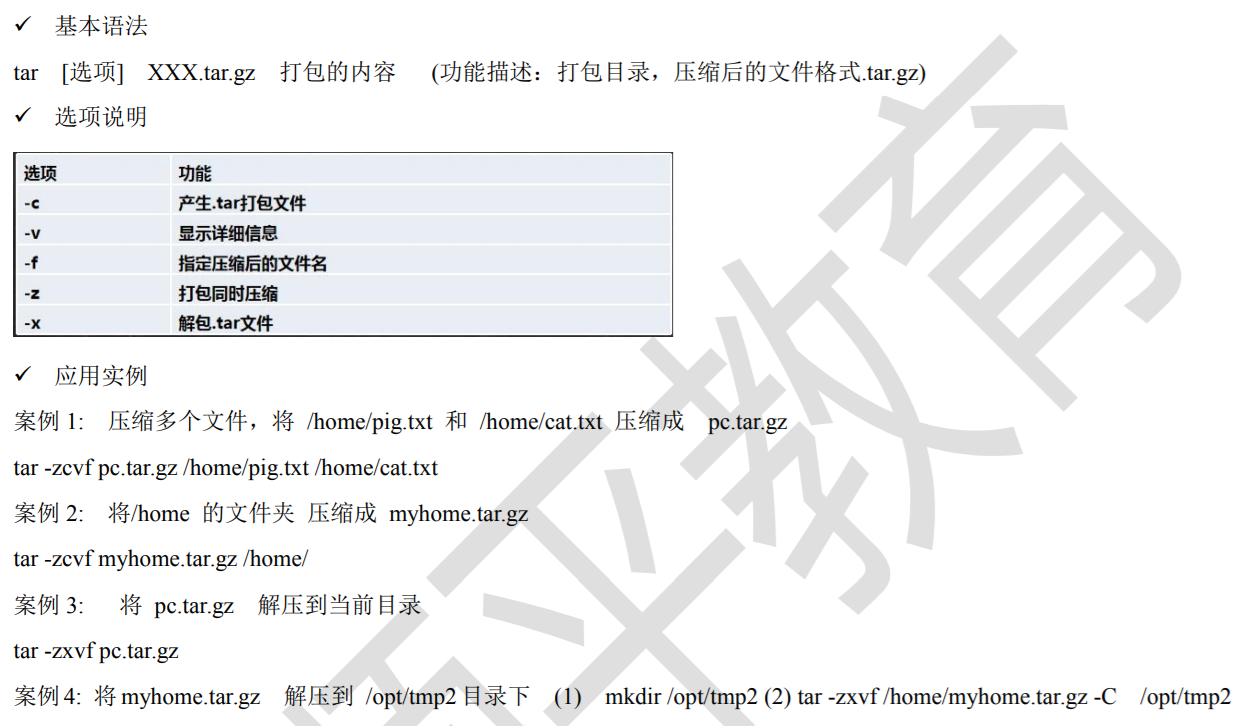 ✓ 基本语法
tar [选项] XXX.tar.gz 打包的内容 (功能描述：打包目录，压缩后的文件格式.tar.gz)
✓ 选项说明
选项 功能
-c 产生.tar打包文件
-v 显示详细信息
-f 指定压缩后的文件名
-z 打包同时压缩
-x 解包.tar文件
✓ 应用实例
案例 1: 压缩多个文件，将 /home/pig.txt 和 /home/cat.txt 压缩成 pc.tar.gz
tar -zcvf pc.tar.gz /home/pig.txt /home/cat.txt
案例 2: 将/home 的文件夹 压缩成 myhome.tar.gz
tar -zcvf myhome.tar.gz /home/
案例 3: 将 pc.tar.gz 解压到当前目录
tar -zxvf pc.tar.gz
案例 4: 将 myhome.tar.gz 解压到 /opt/tmp2 目录下 (1) mkdir /opt/tmp2 (2) tar -zxvf /home/myhome.tar.gz -C /opt/tmp2
平教育